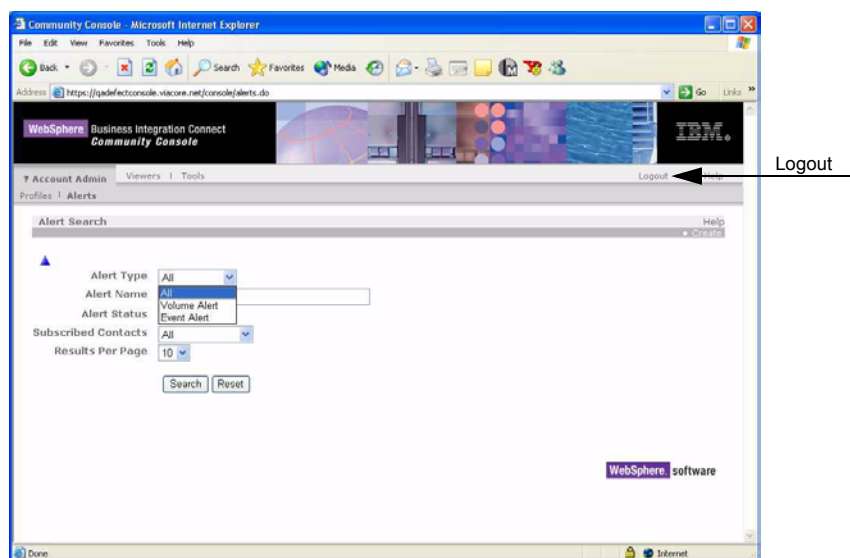 Community Console - Microsoft Internet Explorer
File Edit View Favorites Tools Help
Back Search Favorites Media
Address https://qadefectconsole.viacore.net/console/alerts.do Go Links »
WebSphere. Business Integration Connect
Community Console
IBM.
Account Admin Viewers | Tools Logout Help
Logout
Profiles | Alerts
Alert Search Help
• Create
Alert Type All
Alert Name All
Volume Alert
Alert Status Event Alert
Subscribed Contacts All
Results Per Page 10
Search Reset
WebSphere. software
Done Internet